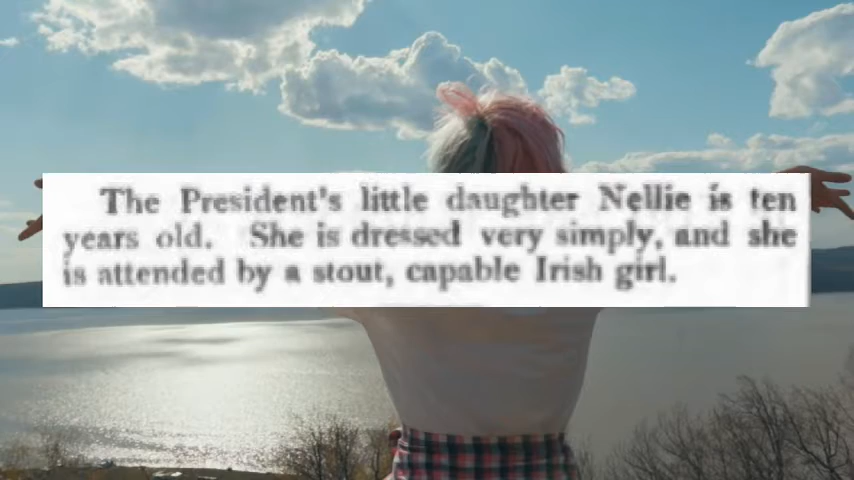 The President's little daughter Nellie is ten
years old. She is dressed very simply, and she
is attended by a stout, capable Irish girl.